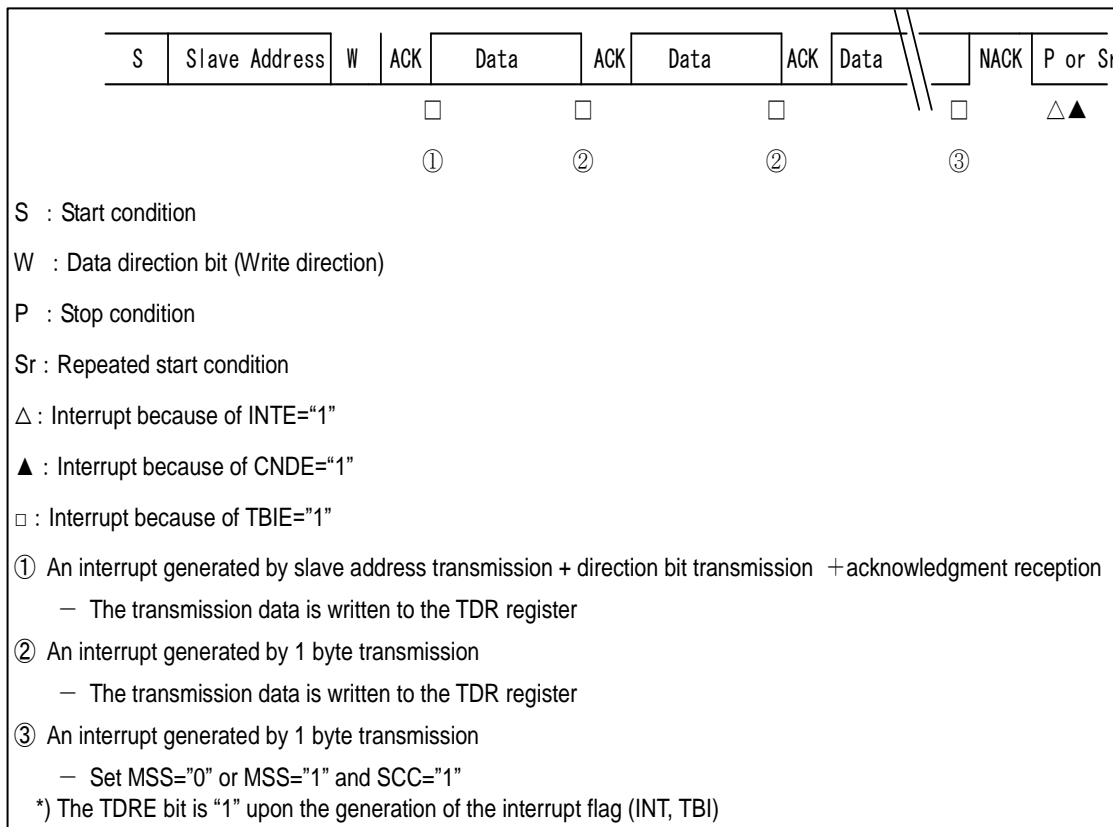 S Slave Address W ACK Data ACK Data ACK Data NACK P or Sr
□ □ □ □ △▲
① ② ② ③
S : Start condition
W : Data direction bit (Write direction)
P : Stop condition
Sr : Repeated start condition
△ : Interrupt because of INTE=“1”
▲ : Interrupt because of CNDE=“1”
□ : Interrupt because of TBIE=”1”
① An interrupt generated by slave address transmission + direction bit transmission +acknowledgment reception
— The transmission data is written to the TDR register
② An interrupt generated by 1 byte transmission
— The transmission data is written to the TDR register
③ An interrupt generated by 1 byte transmission
— Set MSS=”0” or MSS=”1” and SCC=”1”
*) The TDRE bit is “1” upon the generation of the interrupt flag (INT, TBI)